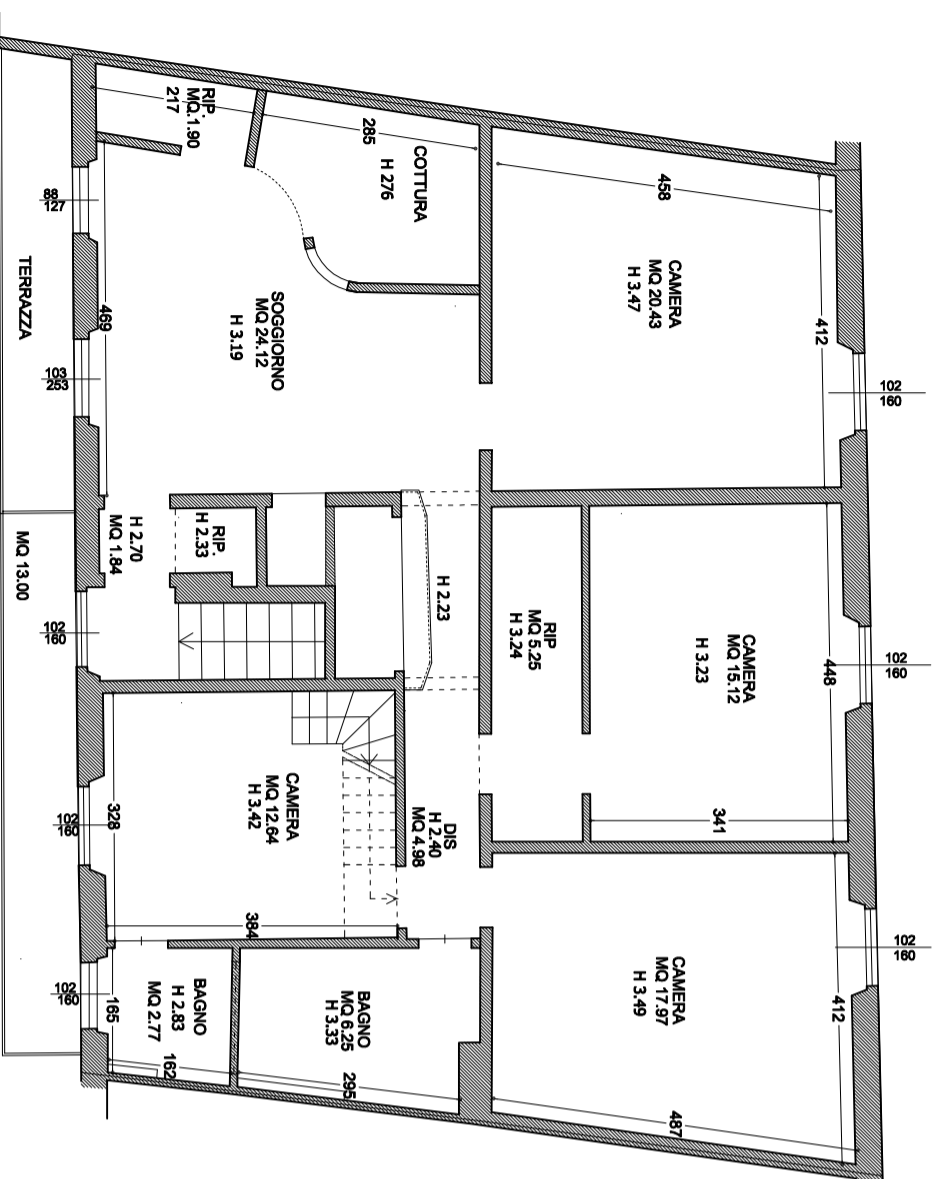 RIP.
MQ.1.90
217
285
COTTURA
H 276
458
CAMERA
MQ 20.43
H 3.47
412
102
160
88
127
TERRAZZA
469
103
253
SOGGIORNO
MQ 24.12
H 3.19
H 2.70
MQ 1.84
RIP.
H 2.33
H 2.23
RIP
MQ 5.25
H 3.24
CAMERA
MQ 15.12
H 3.23
448
102
160
341
MQ 13.00
102
160
CAMERA
MQ 12.64
H 3.42
328
102
160
384
DIS
H 2.40
MQ 4.98
CAMERA
MQ 17.97
H 3.49
412
102
160
487
BAGNO
H 2.83
MQ 2.77
165
162
102
160
BAGNO
MQ 6.25
H 3.33
295